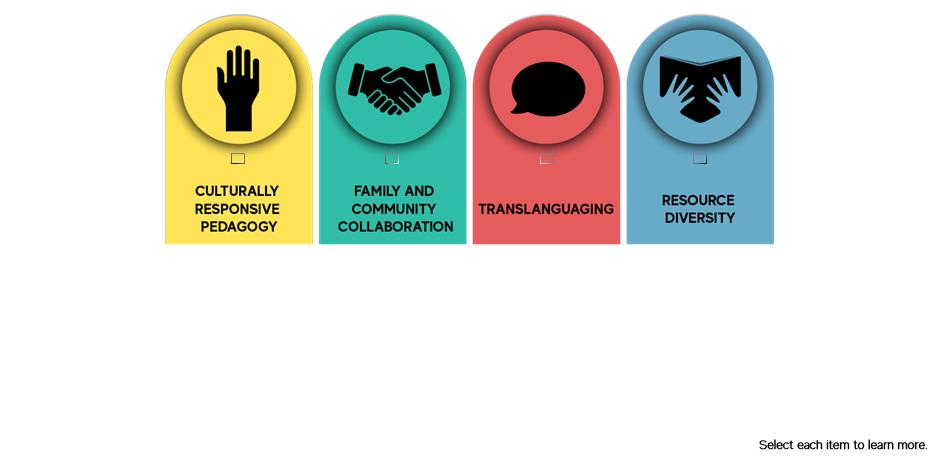 CULTURALLY
RESPONSIVE
PEDAGOGY
FAMILY AND
COMMUNITY
COLLABORATION
TRANSLANGUAGING
RESOURCE
DIVERSITY
Select each item to learn more.